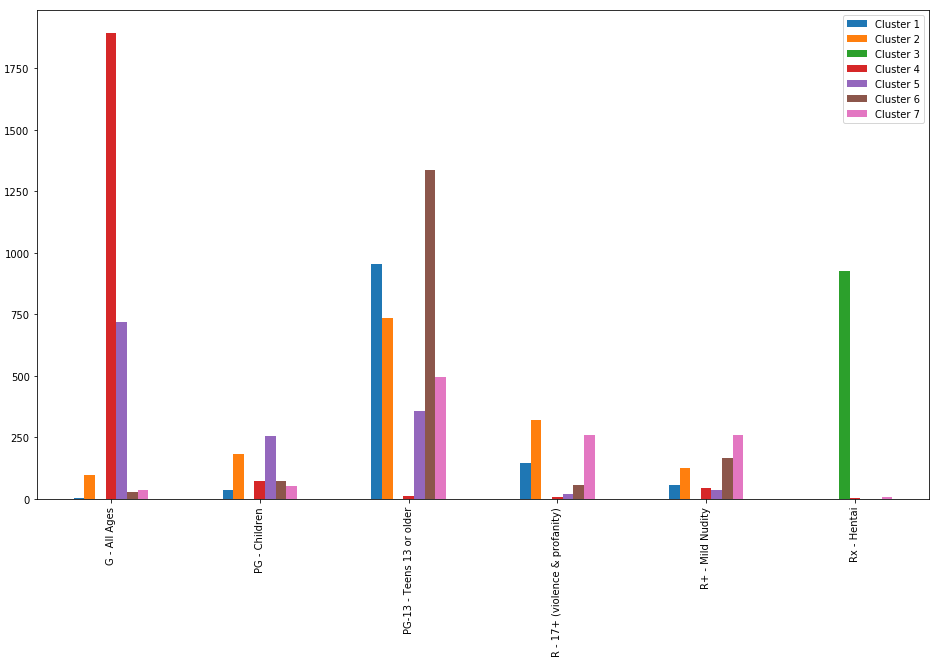 1750
1500
1250
1000
750
500
250
0
Cluster 1
Cluster 2
Cluster 3
Cluster 4
Cluster 5
Cluster 6
Cluster 7
G - All Ages
PG - Children
PG-13 - Teens 13 or older
R - 17+ (violence & profanity)
R+ - Mild Nudity
Rx - Hentai